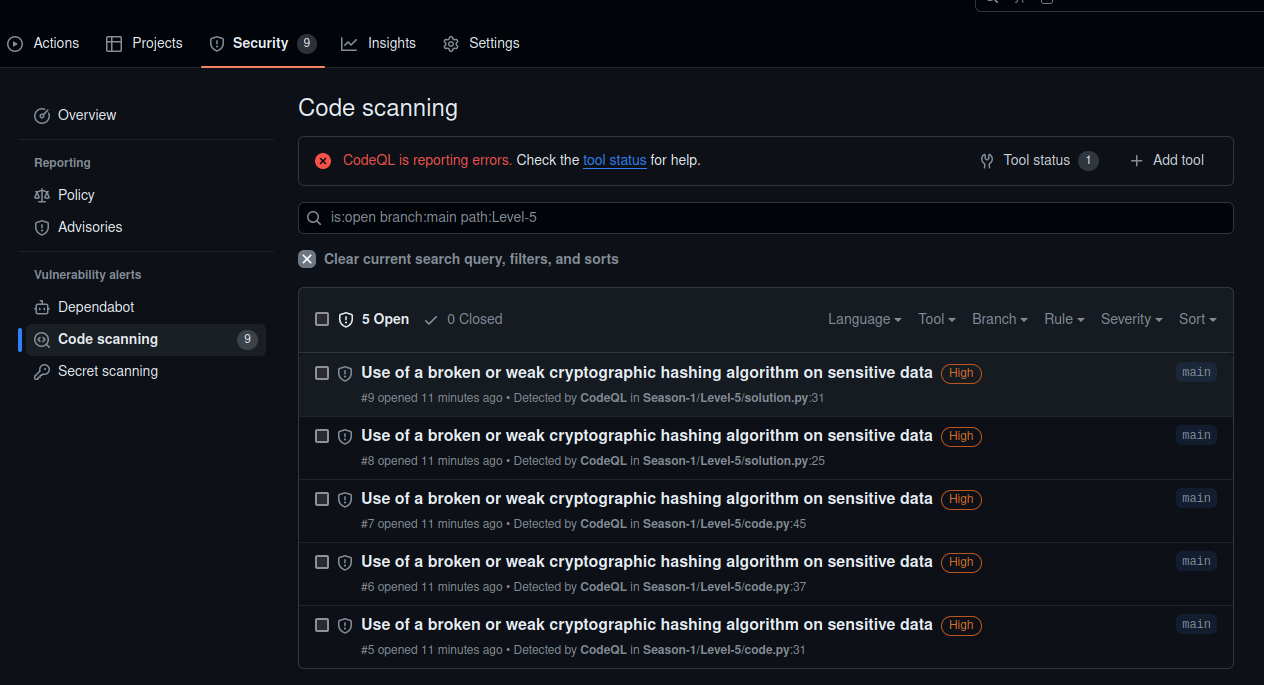 Actions Projects Security 9 Insights Settings
Overview
Reporting
Policy
Advisories
Vulnerability alerts
Dependabot
Code scanning 9
Secret scanning
Code scanning
CodeQL is reporting errors. Check the tool status for help. Tool status 1 Add tool
is:open branch:main path:Level-5
Clear current search query, filters, and sorts
5 Open 0 Closed Language Tool Branch Rule Severity Sort
Use of a broken or weak cryptographic hashing algorithm on sensitive data High main
#9 opened 11 minutes ago • Detected by CodeQL in Season-1/Level-5/solution.py:31
Use of a broken or weak cryptographic hashing algorithm on sensitive data High main
#8 opened 11 minutes ago • Detected by CodeQL in Season-1/Level-5/solution.py:25
Use of a broken or weak cryptographic hashing algorithm on sensitive data High main
#7 opened 11 minutes ago • Detected by CodeQL in Season-1/Level-5/code.py:45
Use of a broken or weak cryptographic hashing algorithm on sensitive data High main
#6 opened 11 minutes ago • Detected by CodeQL in Season-1/Level-5/code.py:37
Use of a broken or weak cryptographic hashing algorithm on sensitive data High main
#5 opened 11 minutes ago • Detected by CodeQL in Season-1/Level-5/code.py:31